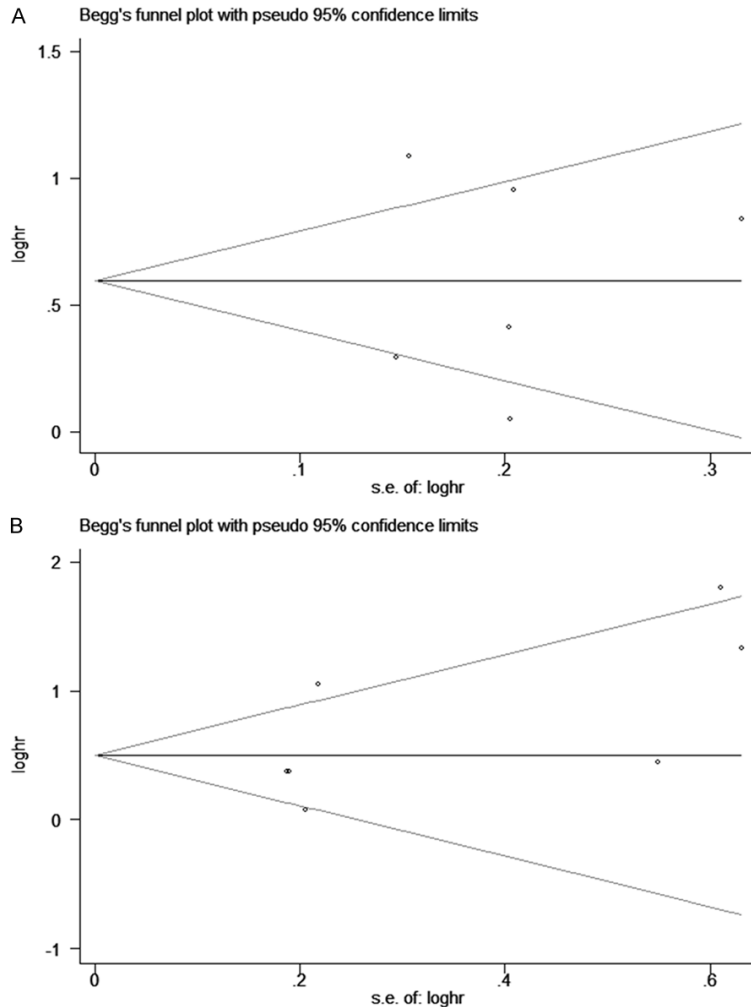 A
Begg's funnel plot with pseudo 95% confidence limits
1.5
1
.5
0
loghr
0
.1
.2
.3
s.e. of: loghr
B
Begg's funnel plot with pseudo 95% confidence limits
2
1
0
-1
loghr
0
.2
.4
.6
s.e. of: loghr